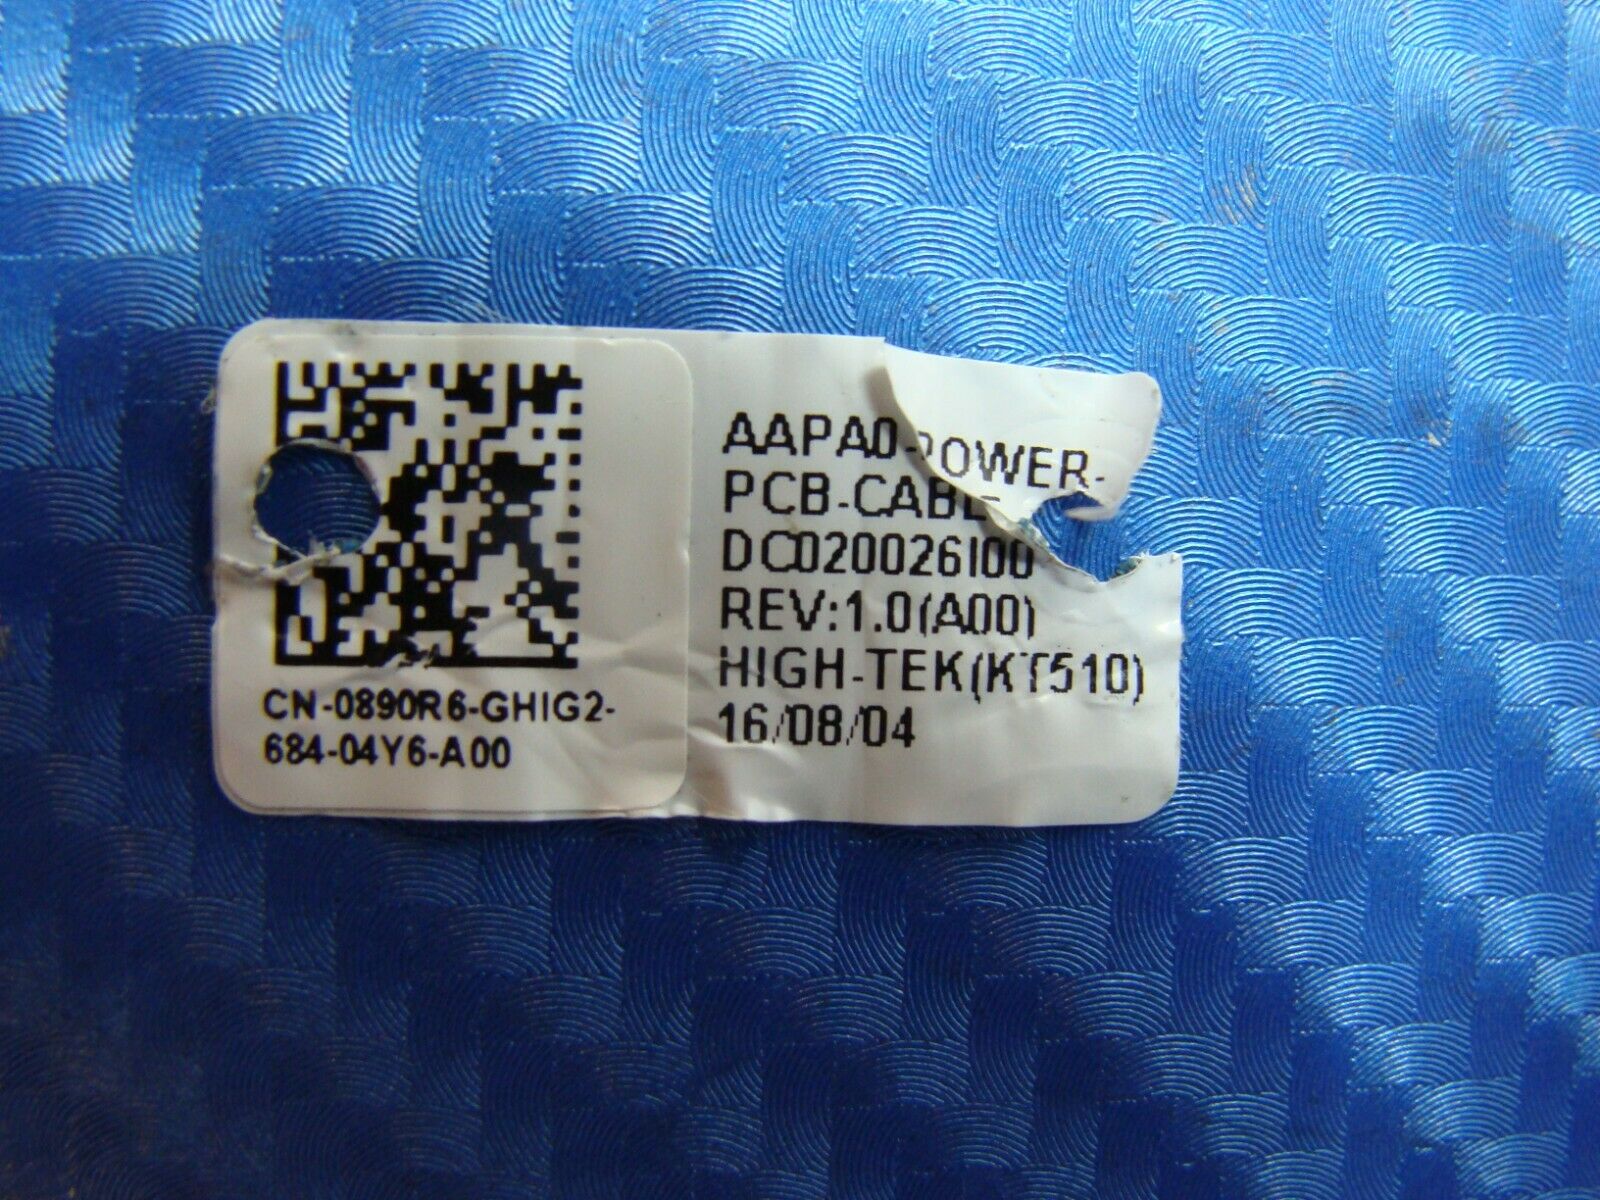 CN-0890R6-GHIG2-
684-04Y6-A00
AAPA0-POWER-
PCB-CABLE
DC020026I00
REV:1.0(A00)
HIGH-TEK(KT510)
16/08/04